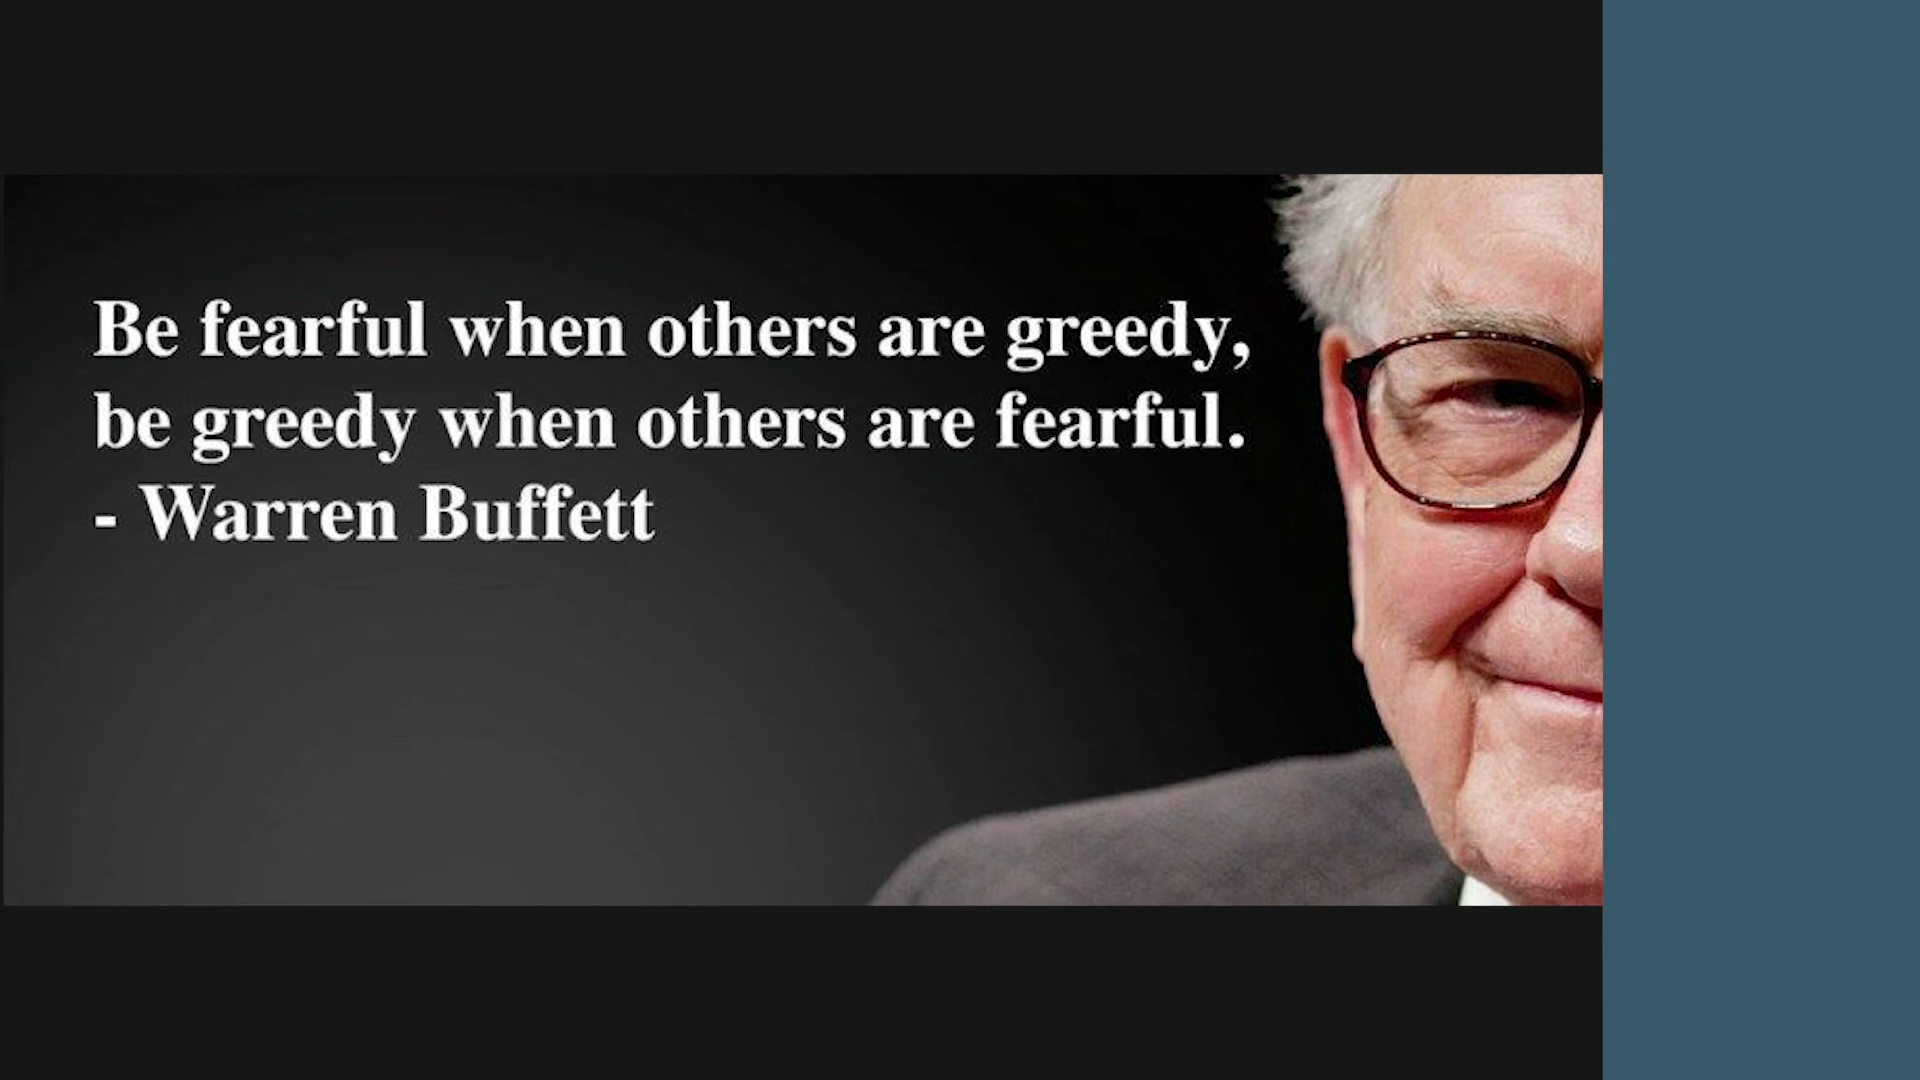 Be fearful when others are greedy,
be greedy when others are fearful.
- Warren Buffett